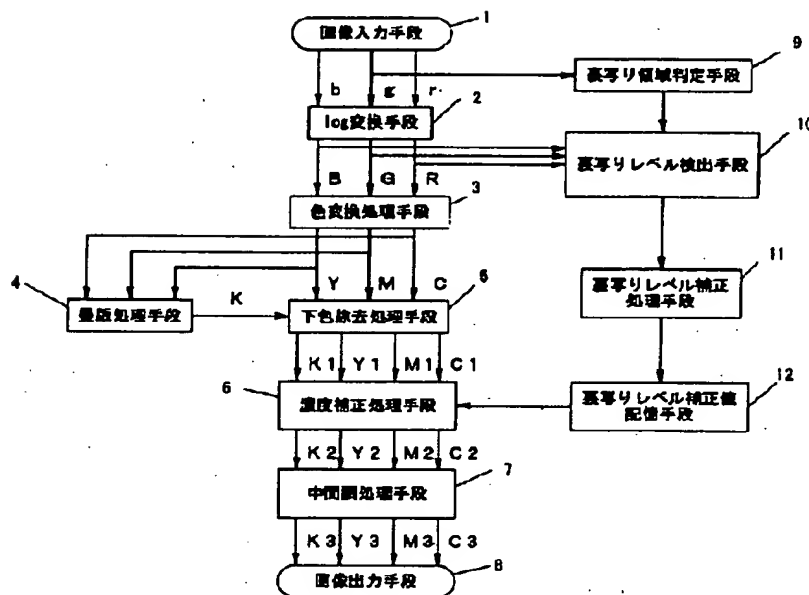 1
画像入力手段
9
b g r
2
裏写り領域判定手段
log変換手段
10
裏写りレベル検出手段
B G R
3
色変換処理手段
11
4
Y M C
5
裏写りレベル補正
処理手段
墨版処理手段
K
下色除去処理手段
K1 Y1 M1 C1
6
12
濃度補正処理手段
裏写りレベル補正値
記憶手段
K2 Y2 M2 C2
7
中間調処理手段
K3 Y3 M3 C3
8
画像出力手段